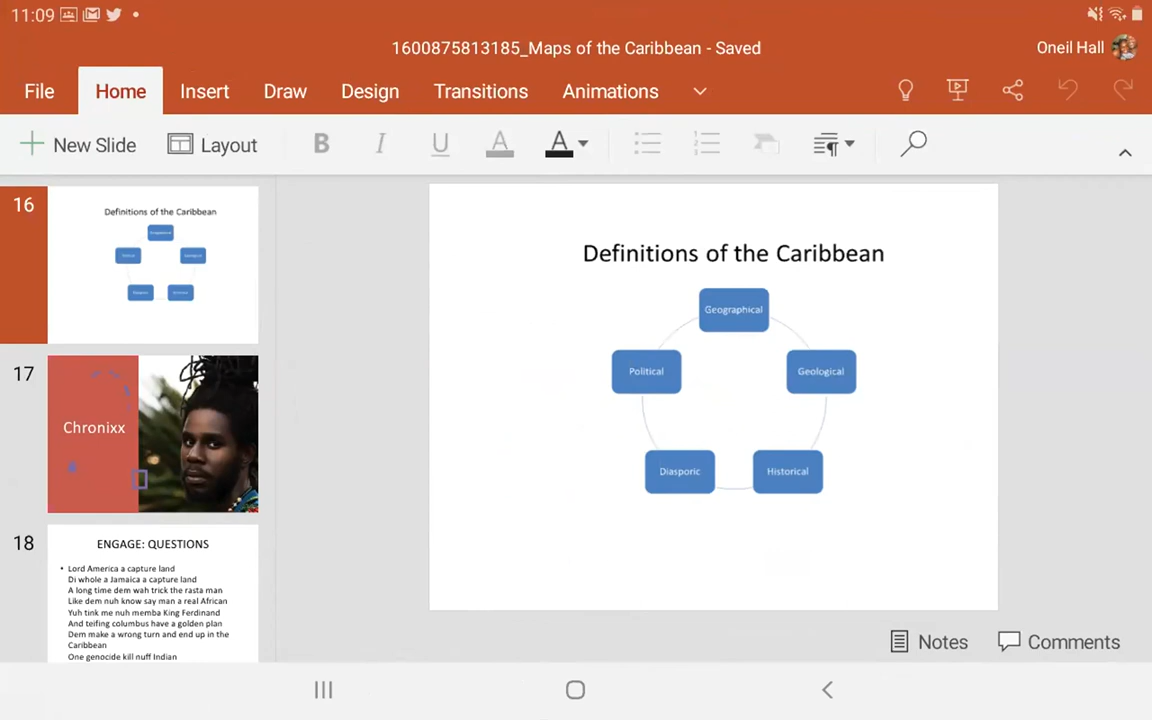 11:09
1600875813185_Maps of the Caribbean - Saved
Oneil Hall
File Home Insert Draw Design Transitions Animations
New Slide Layout B I U A A
16
Definitions of the Caribbean
17
Chronixx
18
ENGAGE: QUESTIONS
• Lord America a capture land
Di whole a Jamaica a capture land
A long time dem wah trick the rasta man
Like dem nuh know say man a real African
Yuh tink me nuh memba King Ferdinand
And teifing columbus have a golden plan
Dem make a wrong turn and end up in the
Caribbean
One genocide kill nuff Indian
Definitions of the Caribbean
Geographical
Political
Geological
Diasporic
Historical
Notes Comments